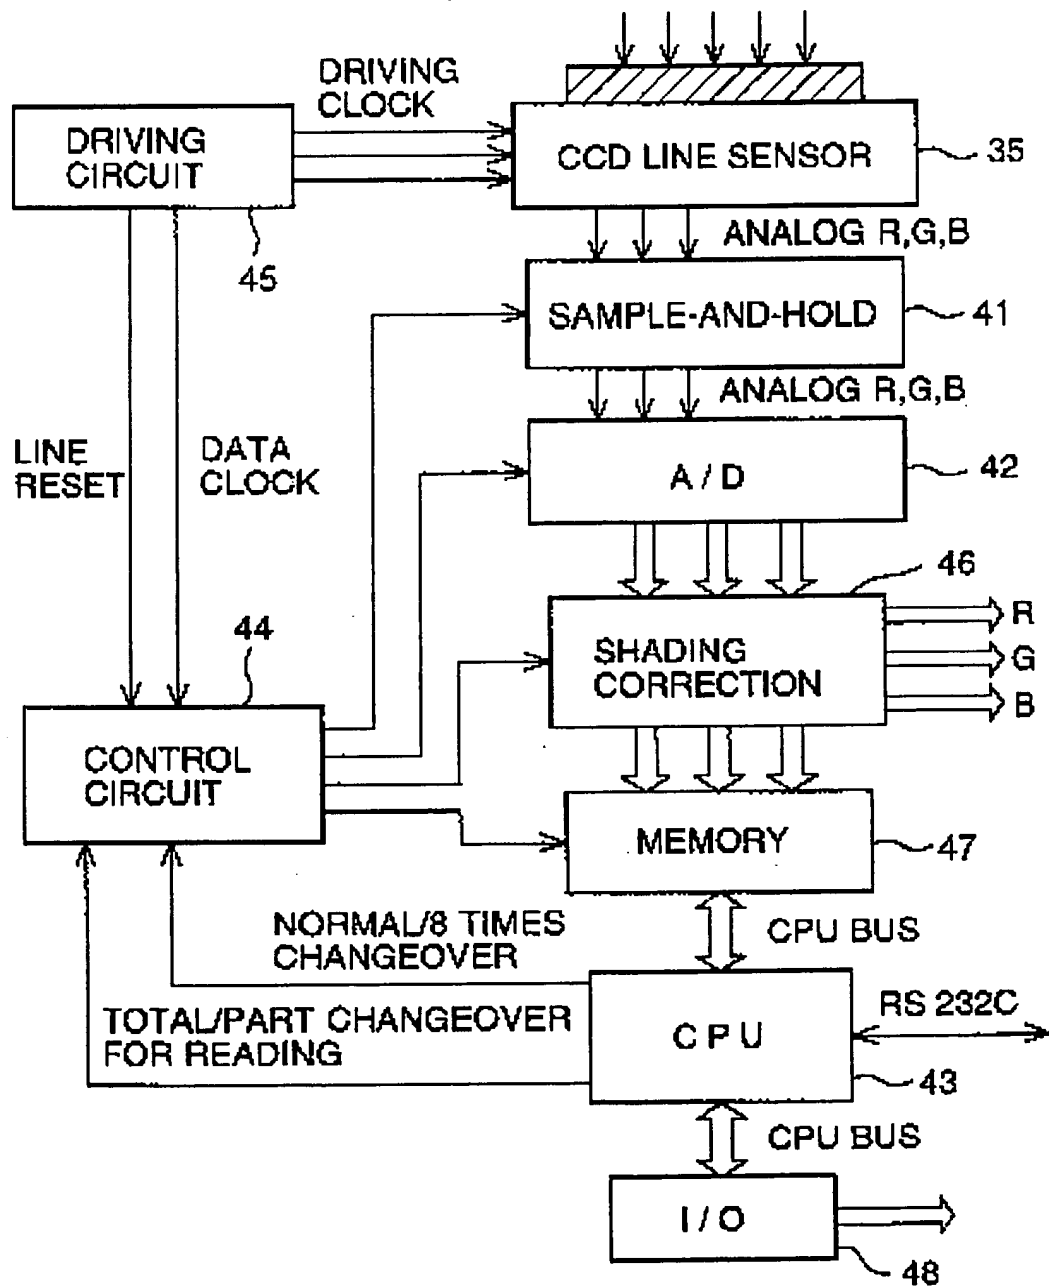 DRIVING
CLOCK
DRIVING
CIRCUIT
CCD LINE SENSOR
35
45
ANALOG R,G,B
SAMPLE-AND-HOLD
41
ANALOG R,G,B
LINE
RESET
DATA
CLOCK
A / D
42
46
44
SHADING
CORRECTION
R
G
B
CONTROL
CIRCUIT
MEMORY
47
NORMAL/8 TIMES
CHANGEOVER
CPU BUS
TOTAL/PART CHANGEOVER
FOR READING
C P U
RS 232C
43
CPU BUS
I / O
48